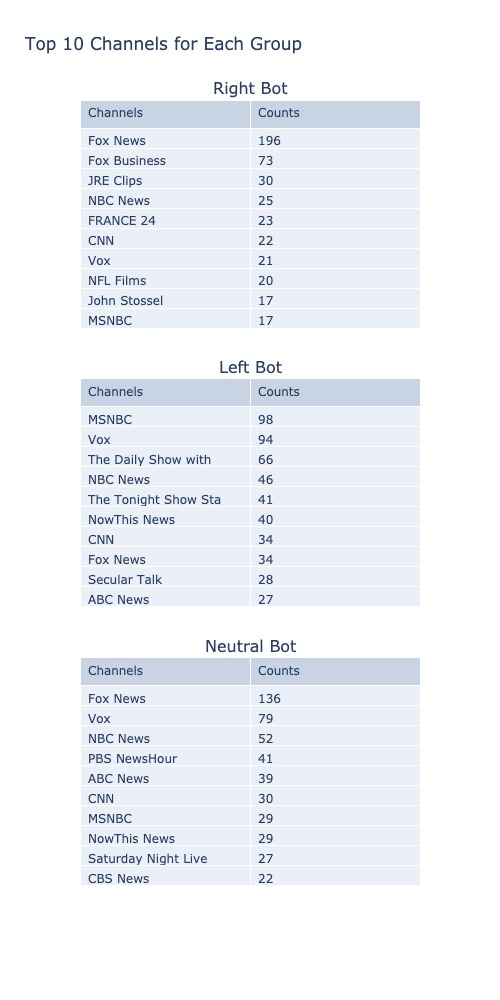 Top 10 Channels for Each Group
Right Bot
Channels Counts
Fox News 196
Fox Business 73
JRE Clips 30
NBC News 25
FRANCE 24 23
CNN 22
Vox 21
NFL Films 20
John Stossel 17
MSNBC 17
Left Bot
Channels Counts
MSNBC 98
Vox 94
The Daily Show with 66
NBC News 46
The Tonight Show Sta 41
NowThis News 40
CNN 34
Fox News 34
Secular Talk 28
ABC News 27
Neutral Bot
Channels Counts
Fox News 136
Vox 79
NBC News 52
PBS NewsHour 41
ABC News 39
CNN 30
MSNBC 29
NowThis News 29
Saturday Night Live 27
CBS News 22